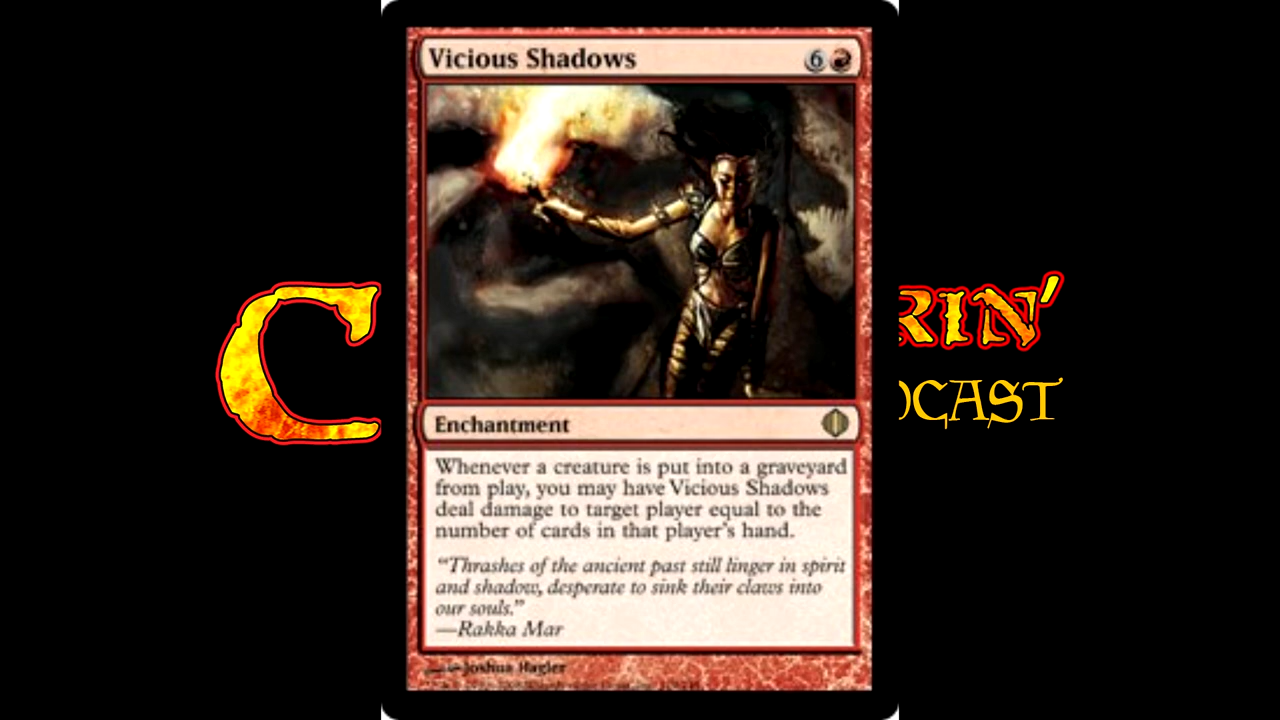 Vicious Shadows 6
C RIN'
DCAST
Enchantment
Whenever a creature is put into a graveyard
from play, you may have Vicious Shadows
deal damage to target player equal to the
number of cards in that player's hand.
"Thrashes of the ancient past still linger in spirit
and shadow, desperate to sink their claws into
our souls."
—Rakka Mar
Joshua Hagler